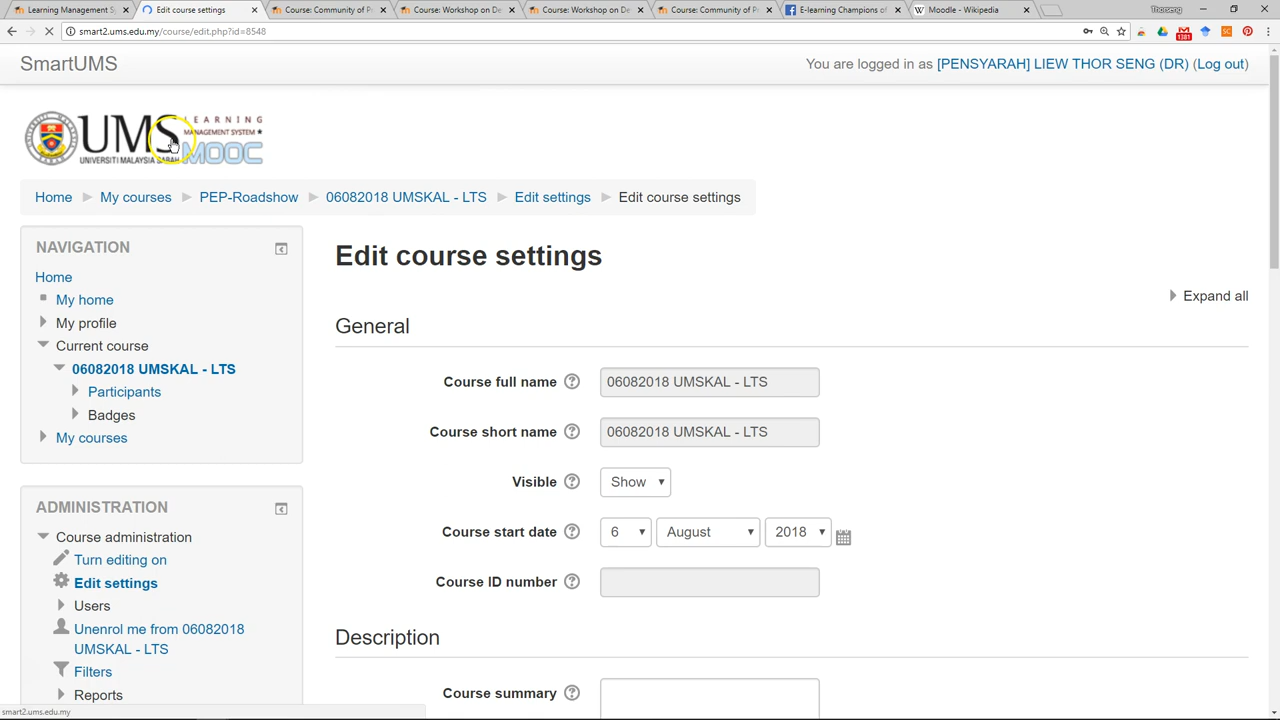 Learning Management Sy
Edit course settings
Course: Community of Pr
Course: Workshop on De
Course: Workshop on De
Course: Community of Pr
E-learning Champions of
Moodle - Wikipedia
smart2.ums.edu.my/course/edit.php?id=8548
1381
SmartUMS
You are logged in as [PENSYARAH] LIEW THOR SENG (DR) (Log out)
UMS
UNIVERSITI MALAYSIA SABAH
LEARNING
MANAGEMENT SYSTEM
MOOC
Home My courses PEP-Roadshow 06082018 UMSKAL - LTS Edit settings Edit course settings
NAVIGATION
Home
My home
My profile
Current course
06082018 UMSKAL - LTS
Participants
Badges
My courses
ADMINISTRATION
Course administration
Turn editing on
Edit settings
Users
Unenrol me from 06082018
UMSKAL - LTS
Filters
Reports
Edit course settings
Expand all
General
Course full name 06082018 UMSKAL - LTS
Course short name 06082018 UMSKAL - LTS
Visible Show
Course start date 6 August 2018
Course ID number
Description
Course summary
smart2.ums.edu.my